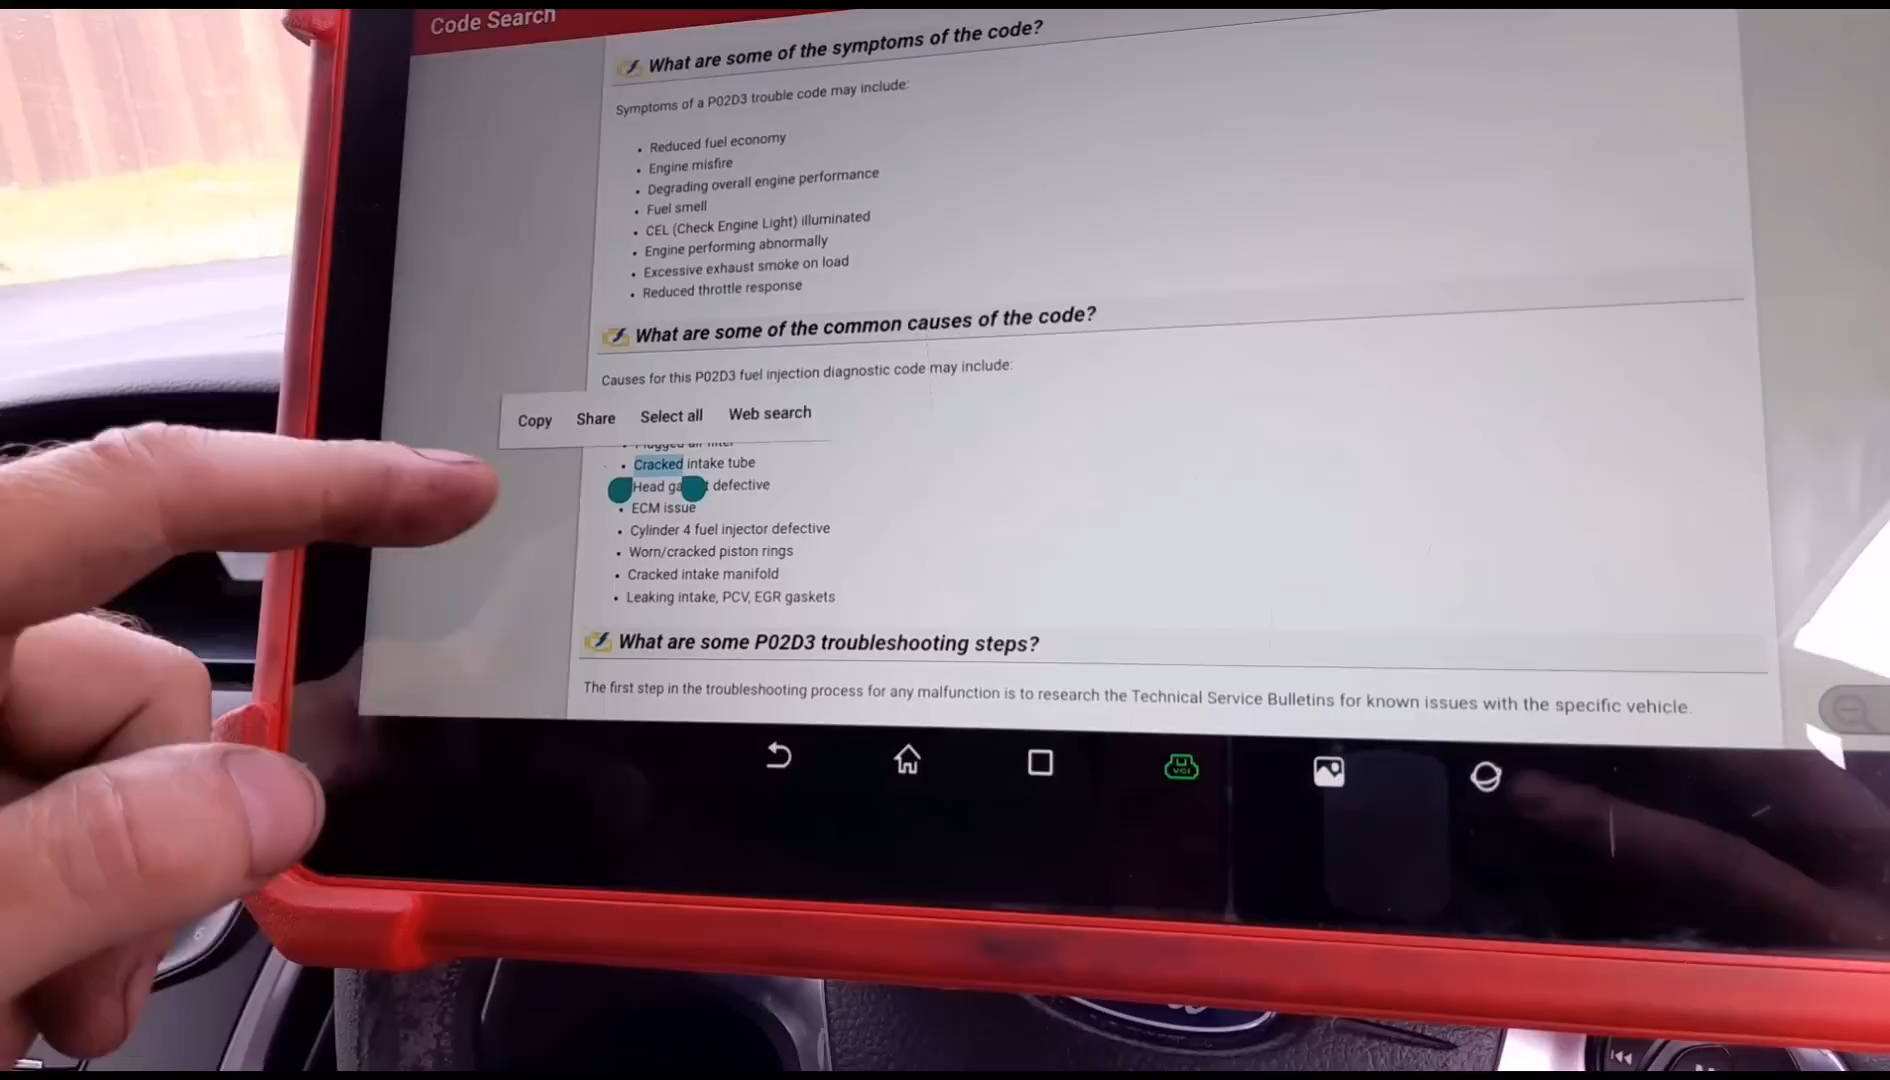 Code Search
What are some of the symptoms of the code?
Symptoms of a P02D3 trouble code may include:
• Reduced fuel economy
• Engine misfire
• Degrading overall engine performance
• Fuel smell
• CEL (Check Engine Light) illuminated
• Engine performing abnormally
• Excessive exhaust smoke on load
• Reduced throttle response
What are some of the common causes of the code?
Causes for this P02D3 fuel injection diagnostic code may include:
Copy Share Select all Web search
• Cracked intake tube
Head defective
• ECM issue
• Cylinder 4 fuel injector defective
• Worn/cracked piston rings
• Cracked intake manifold
• Leaking intake, PCV, EGR gaskets
What are some P02D3 troubleshooting steps?
The first step in the troubleshooting process for any malfunction is to research the Technical Service Bulletins for known issues with the specific vehicle.
VCI